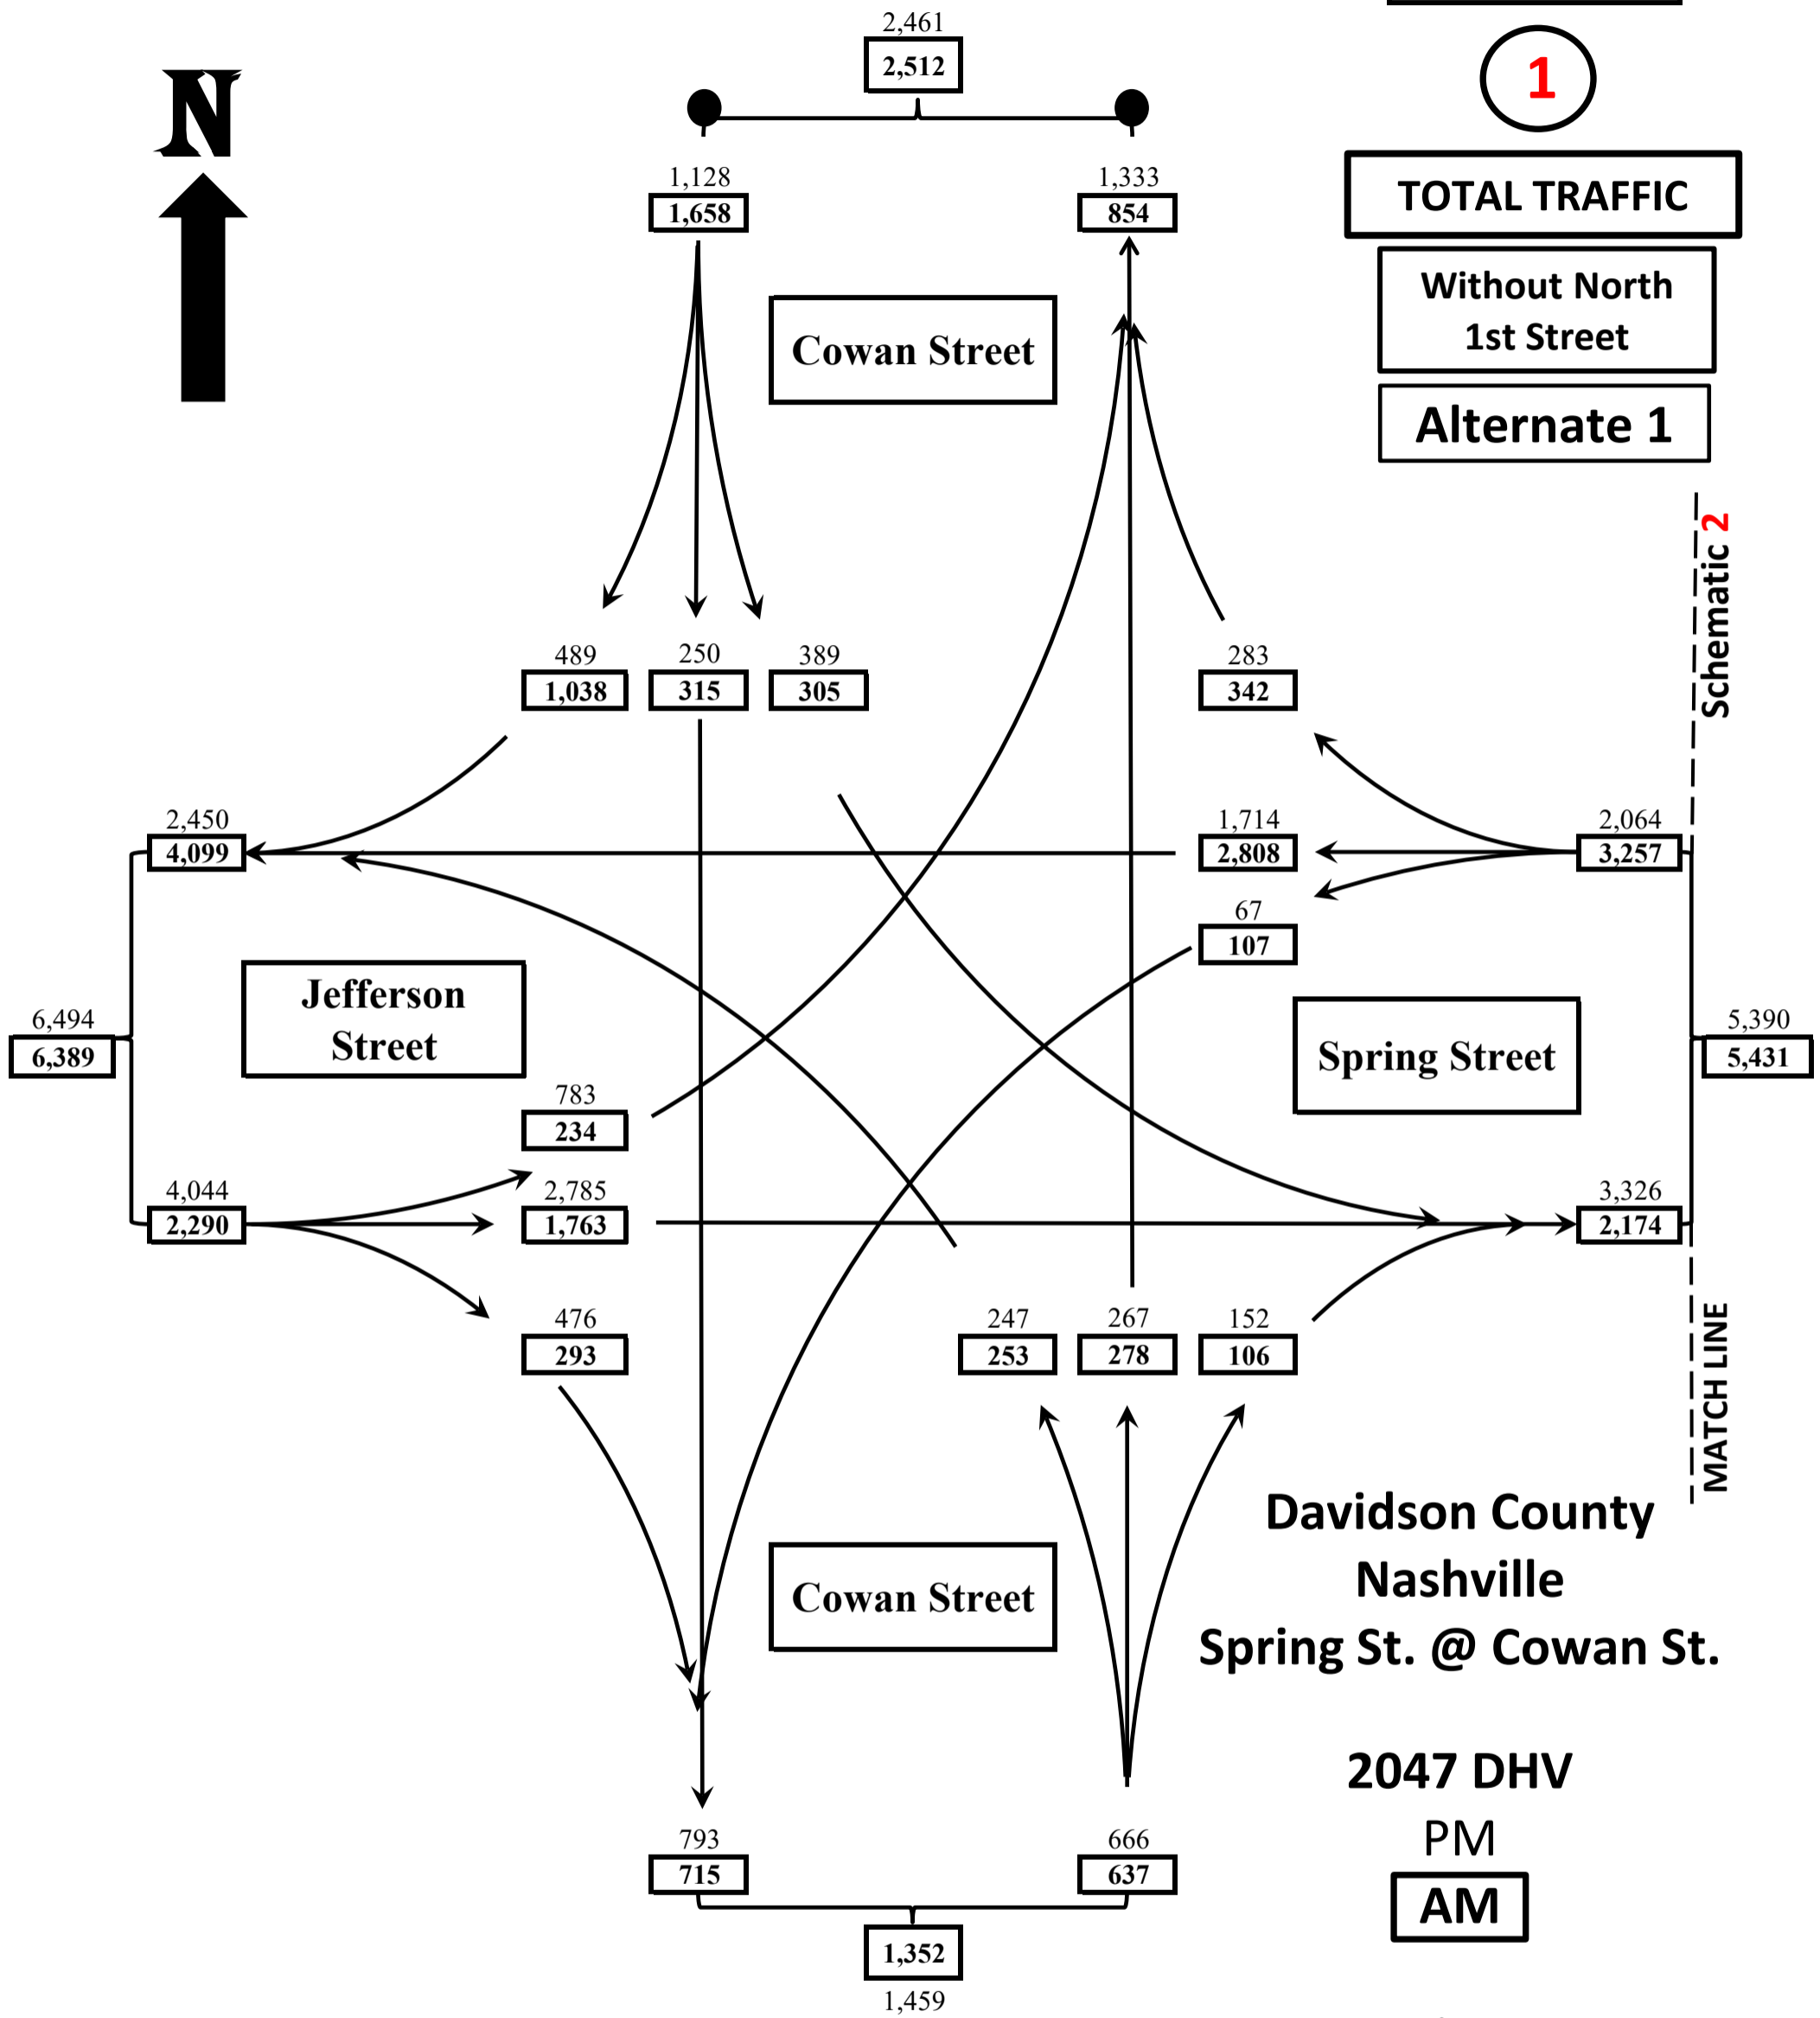 2,461
2,512
N
1
1,128
1,658
1,333
854
TOTAL TRAFFIC
Without North
1st Street
Alternate 1
Cowan Street
Schematic 2
489
1,038
250
315
389
305
283
342
2,450
4,099
1,714
2,808
2,064
3,257
67
107
Jefferson
Street
6,494
6,389
Spring Street
5,390
5,431
783
234
4,044
2,290
2,785
1,763
3,326
2,174
476
293
247
253
267
278
152
106
MATCH LINE
Davidson County
Nashville
Spring St. @ Cowan St.
Cowan Street
2047 DHV
PM
AM
793
715
666
637
1,352
1,459